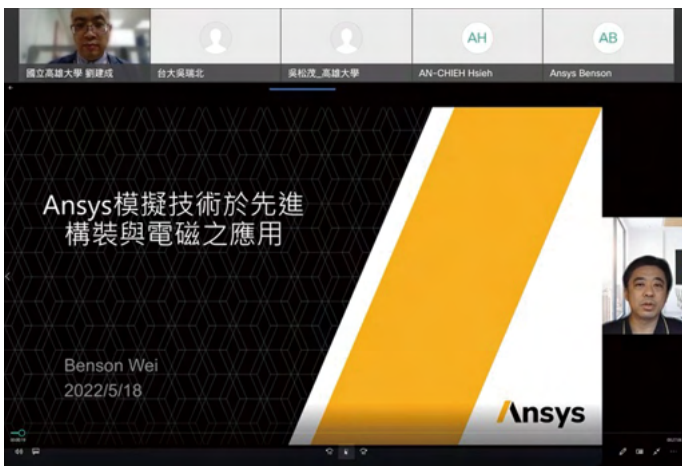 國立高雄大學 劉建成
台大吳瑞北
吳松茂_高雄大學
AH
AN-CHIEH Hsieh
AB
Ansys Benson
Ansys模擬技術於先進
構裝與電磁之應用
Benson Wei
2022/5/18
Ansys